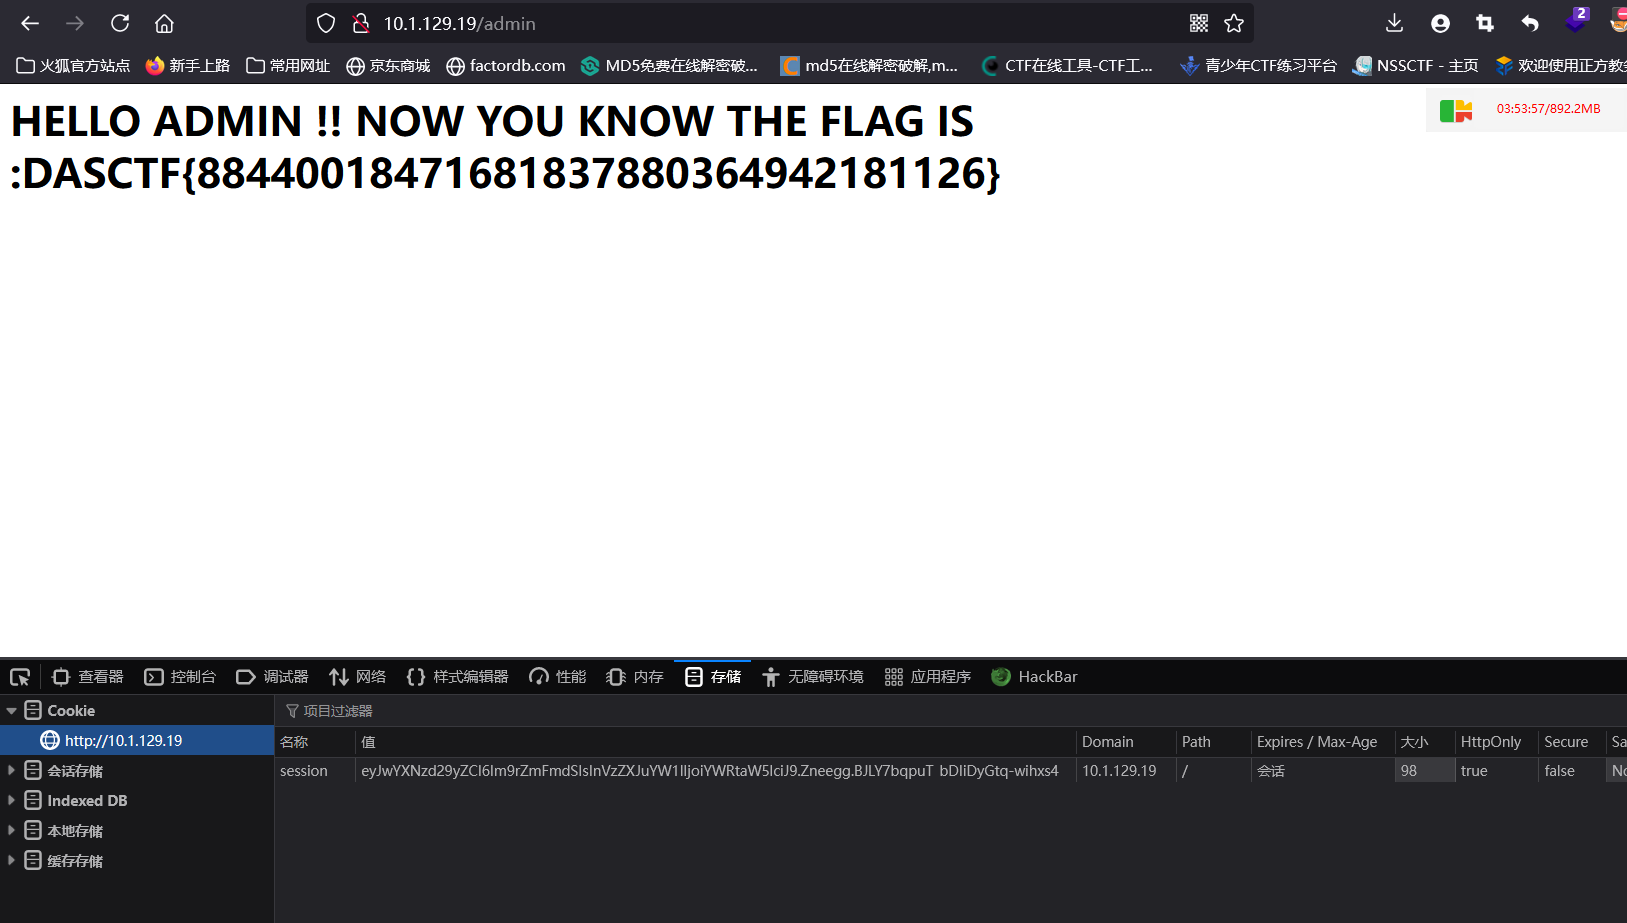 10.1.129.19/admin
2
火狐官方站点 新手上路 常用网址 京东商城 factordb.com MD5免费在线解密破... md5在线解密破解,m... CTF在线工具-CTF工... 青少年CTF练习平台 NSSCTF - 主页 欢迎使用正方教务
HELLO ADMIN !! NOW YOU KNOW THE FLAG IS
:DASCTF{88440018471681837880364942181126}
03:53:57/892.2MB
查看器 控制台 调试器 网络 样式编辑器 性能 内存 存储 无障碍环境 应用程序 HackBar
Cookie
项目过滤器
http://10.1.129.19
名称 值 Domain Path Expires / Max-Age 大小 HttpOnly Secure Sa
session eyJwYXNzd29yZCI6Im9rZmFmdSIsInVzZXJuYW1lIjoiYWRtaW5IciJ9.Zneegg.BJLY7bqpuT_bDIiDyGtq-wihxs4 10.1.129.19 / 会话 98 true false No
会话存储
Indexed DB
本地存储
缓存存储